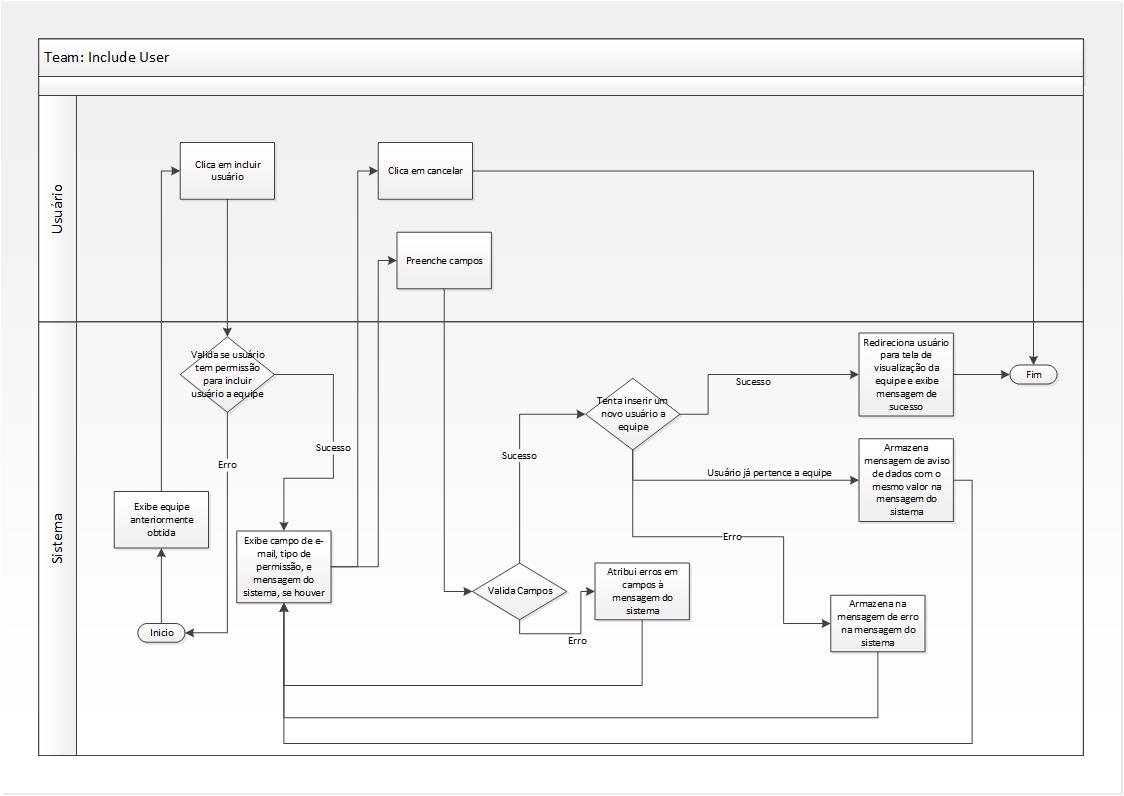 Team: Include User
Usuário
Clica em incluir
usuário
Clica em cancelar
Preenche campos
Sistema
Valida se usuário
tem permissão
para incluir
usuário a equipe
Sucesso
Erro
Exibe equipe
anteriormente
obtida
Inicio
Exibe campo de e-
mail, tipo de
permissão, e
mensagem do
sistema, se houver
Valida Campos
Sucesso
Erro
Atribui erros em
campos à
mensagem do
sistema
Tenta inserir um
novo usuário a
equipe
Sucesso
Usuário já pertence a equipe
Erro
Redireciona usuário
para tela de
visualização da
equipe e exibe
mensagem de
sucesso
Fim
Armazena
mensagem de aviso
de dados com o
mesmo valor na
mensagem do
sistema
Armazena na
mensagem de erro
na mensagem do
sistema